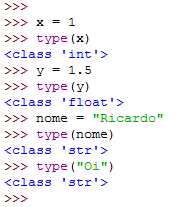 >>>
>>> x = 1
>>> type(x)
<class 'int'>
>>> y = 1.5
>>> type(y)
<class 'float'>
>>> nome = "Ricardo"
>>> type(nome)
<class 'str'>
>>> type("Oi")
<class 'str'>
>>>